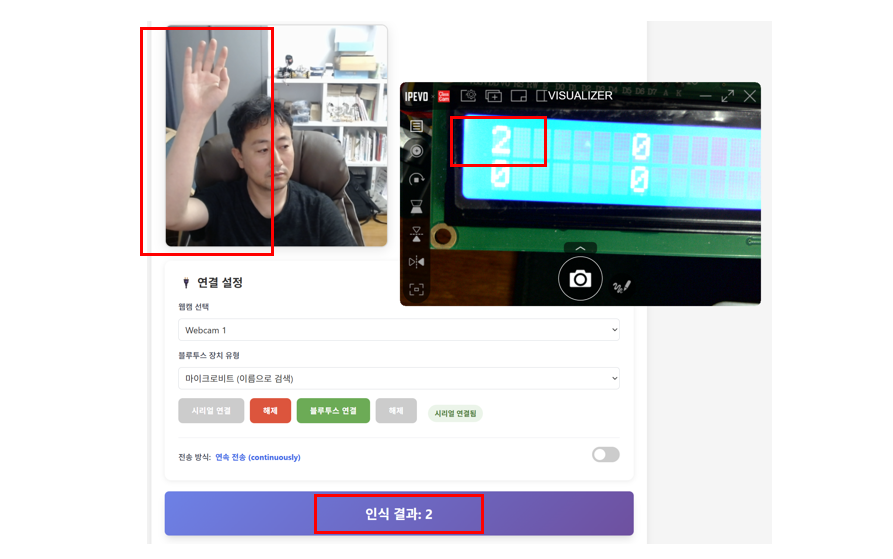 IPEVO
VISUALIZER
D5 D6 D7 A K
2 0
0 0
연결 설정
웹캠 선택
Webcam 1
블루투스 장치 유형
마이크로비트 (이름으로 검색)
시리얼 연결 해제 블루투스 연결 해제 시리얼 연결됨
전송 방식: 연속 전송 (continuously)
인식 결과: 2